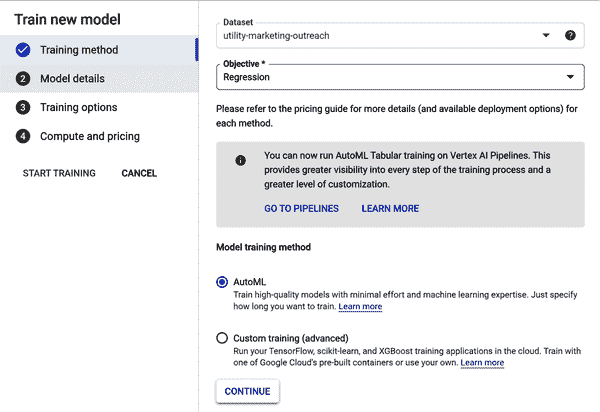 Train new model
Training method
2 Model details
3 Training options
4 Compute and pricing
START TRAINING CANCEL
Dataset
utility-marketing-outreach
Objective *
Regression
Please refer to the pricing guide for more details (and available deployment options) for
each method.
You can now run AutoML Tabular training on Vertex AI Pipelines. This
provides greater visibility into every step of the training process and a
greater level of customization.
GO TO PIPELINES LEARN MORE
Model training method
AutoML
Train high-quality models with minimal effort and machine learning expertise. Just specify
how long you want to train. Learn more
Custom training (advanced)
Run your TensorFlow, scikit-learn, and XGBoost training applications in the cloud. Train with
one of Google Cloud's pre-built containers or use your own. Learn more
CONTINUE